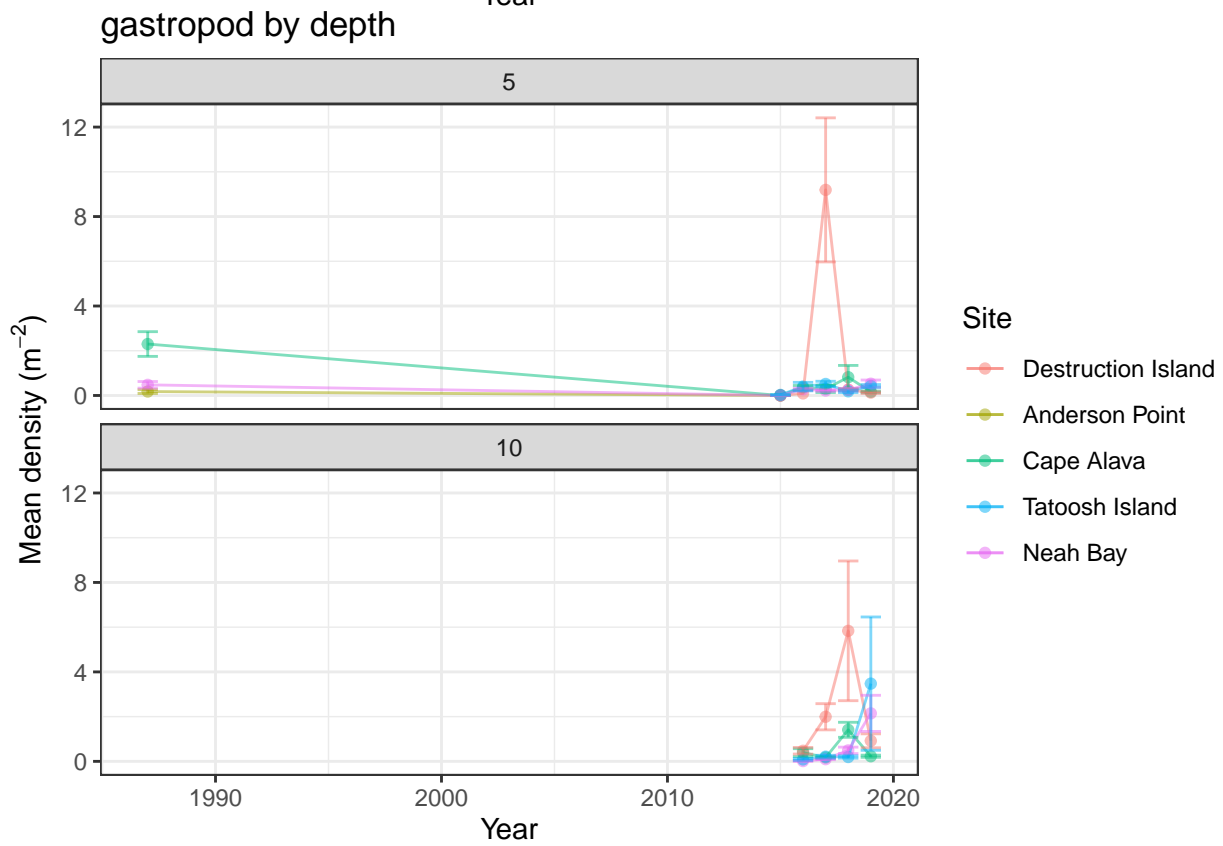 Year
gastropod by depth
5
12
8
4
0
10
12
8
4
0
Mean density (m⁻²)
1990
2000
2010
2020
Year
Site
Destruction Island
Anderson Point
Cape Alava
Tatoosh Island
Neah Bay